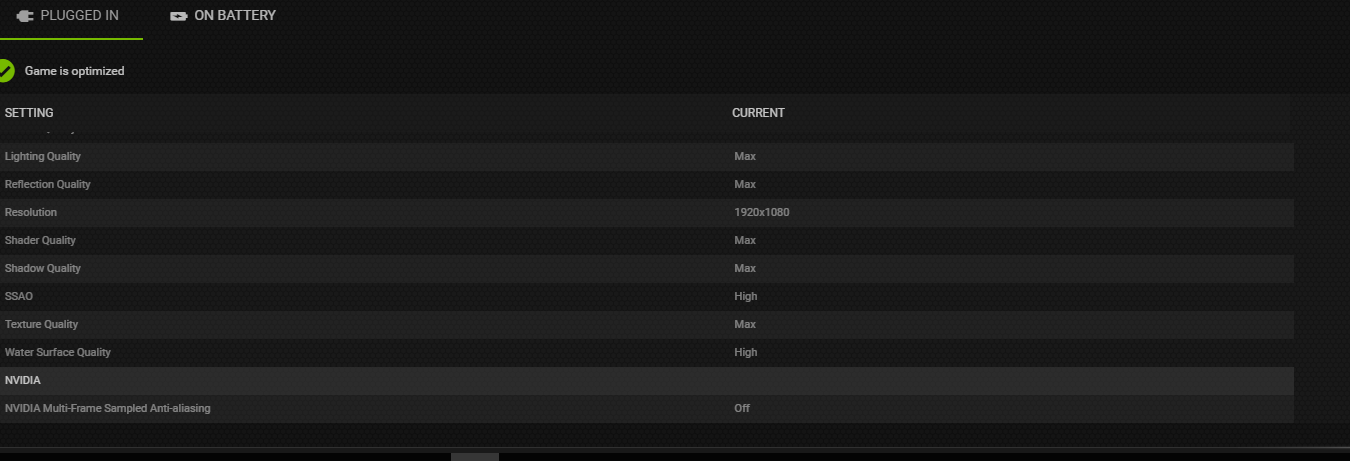 PLUGGED IN ON BATTERY
Game is optimized
SETTING CURRENT
Lighting Quality Max
Reflection Quality Max
Resolution 1920x1080
Shader Quality Max
Shadow Quality Max
SSAO High
Texture Quality Max
Water Surface Quality High
NVIDIA
NVIDIA Multi-Frame Sampled Anti-aliasing Off